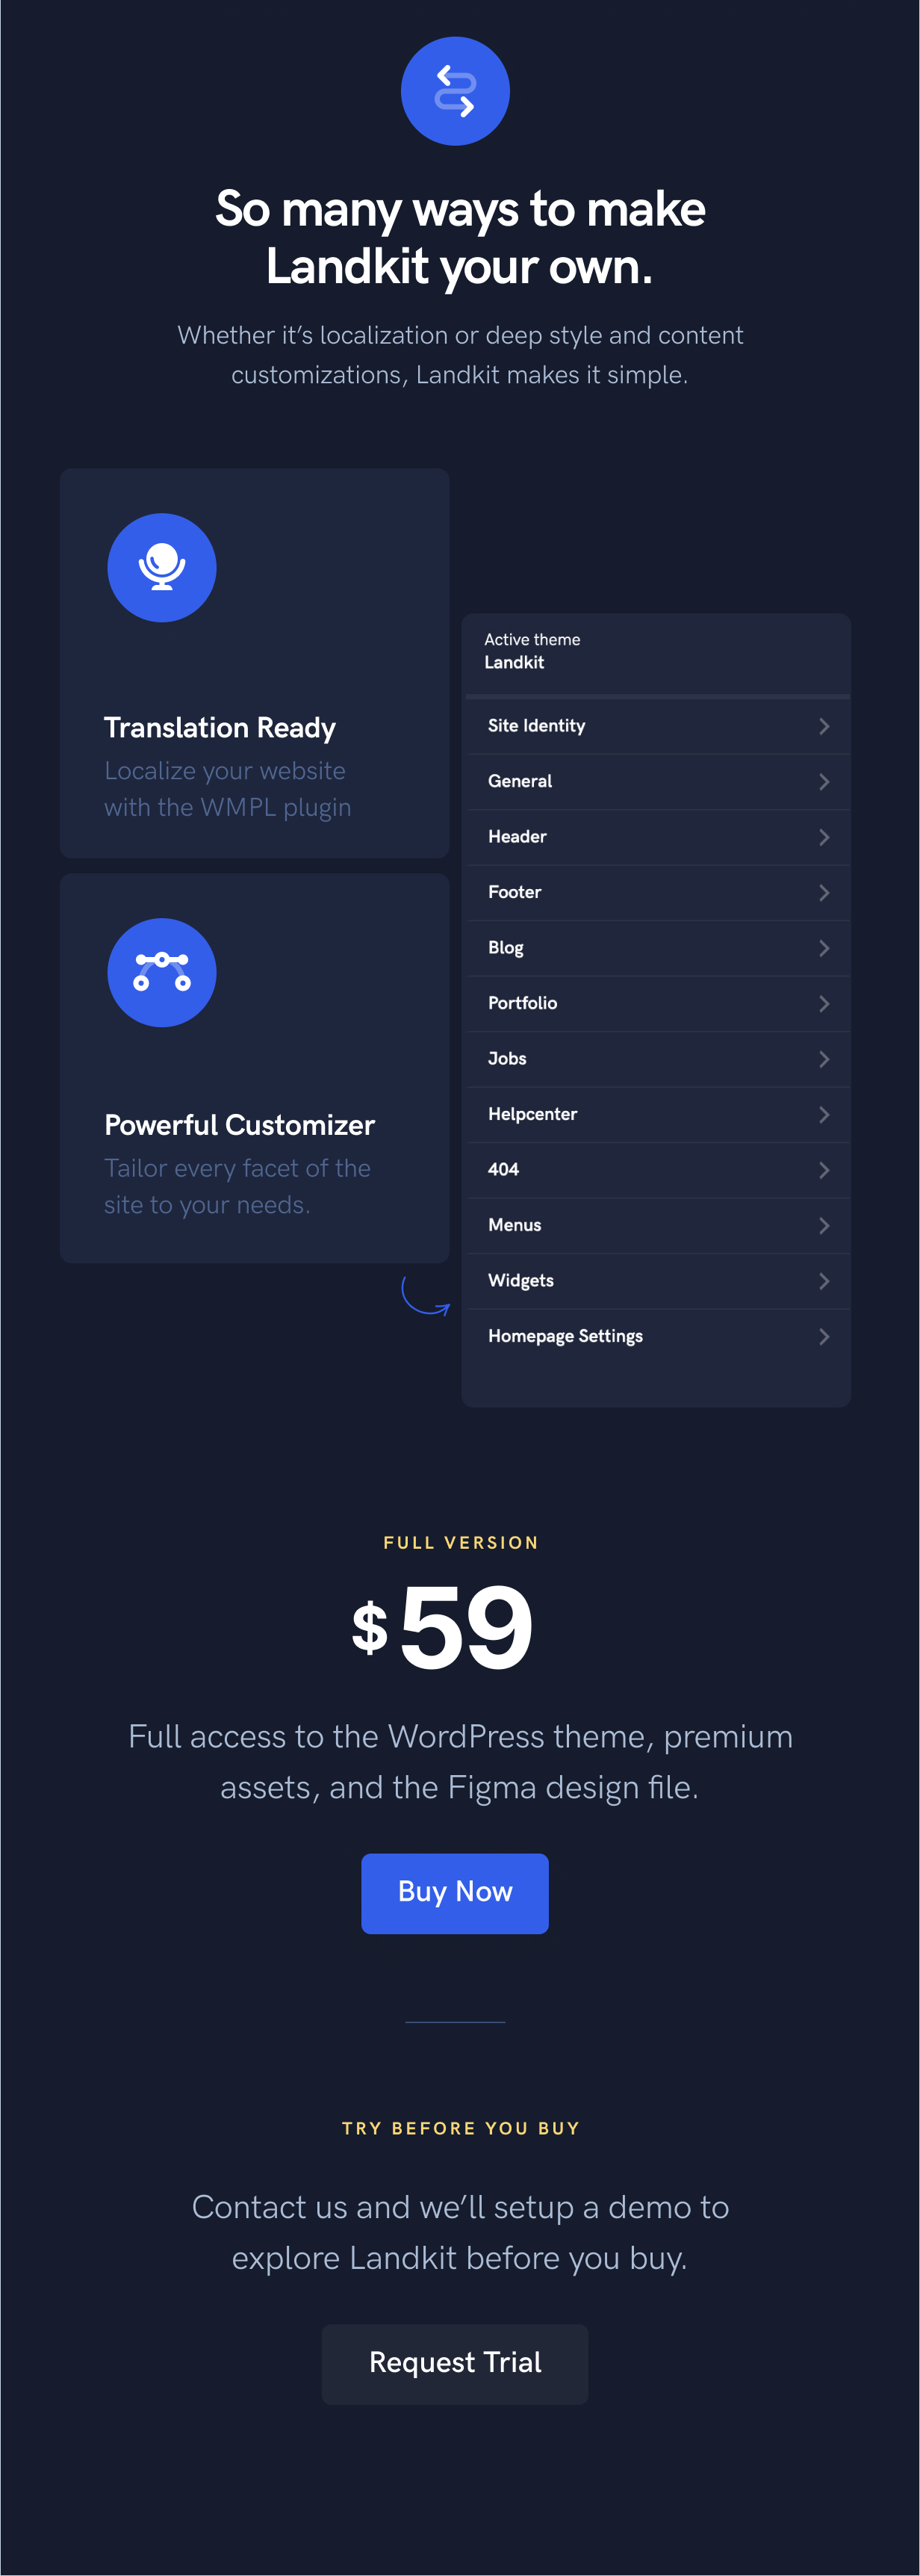 So many ways to make
Landkit your own.
Whether it’s localization or deep style and content
customizations, Landkit makes it simple.
Translation Ready
Localize your website
with the WMPL plugin
Powerful Customizer
Tailor every facet of the
site to your needs.
Active theme
Landkit
Site Identity
General
Header
Footer
Blog
Portfolio
Jobs
Helpcenter
404
Menus
Widgets
Homepage Settings
FULL VERSION
$59
Full access to the WordPress theme, premium
assets, and the Figma design file.
Buy Now
TRY BEFORE YOU BUY
Contact us and we’ll setup a demo to
explore Landkit before you buy.
Request Trial